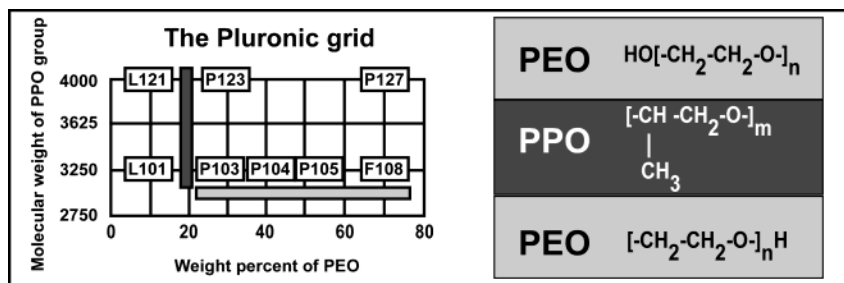 The Pluronic grid
Molecular weight of PPO group
4000
3625
3250
2750
L121
P123
P127
L101
P103
P104
P105
F108
0
20
40
60
80
Weight percent of PEO
PEO HO[-CH2-CH2-O-]n
PPO [-CH -CH2-O-]m
|
CH3
PEO [-CH2-CH2-O-]nH